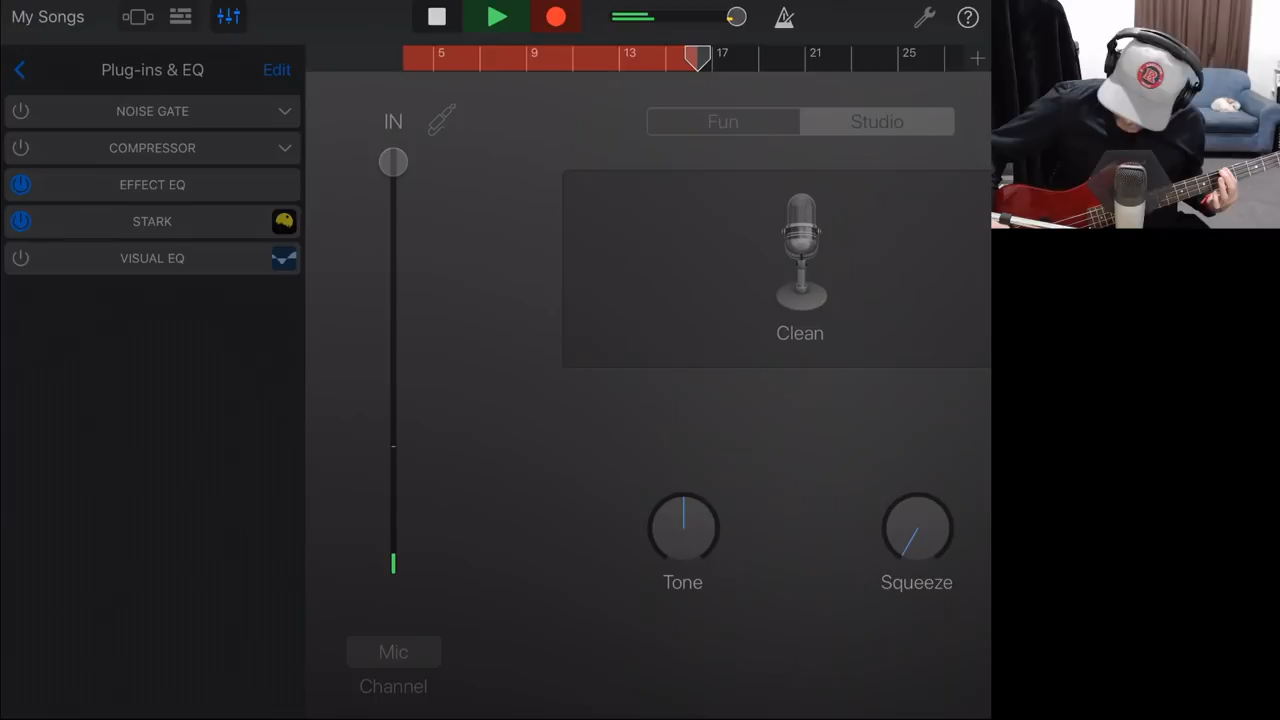 My Songs
5 9 13 17 21 25
Plug-ins & EQ Edit
NOISE GATE
COMPRESSOR
EFFECT EQ
STARK
VISUAL EQ
IN
Fun Studio
Clean
Tone Squeeze
Mic
Channel